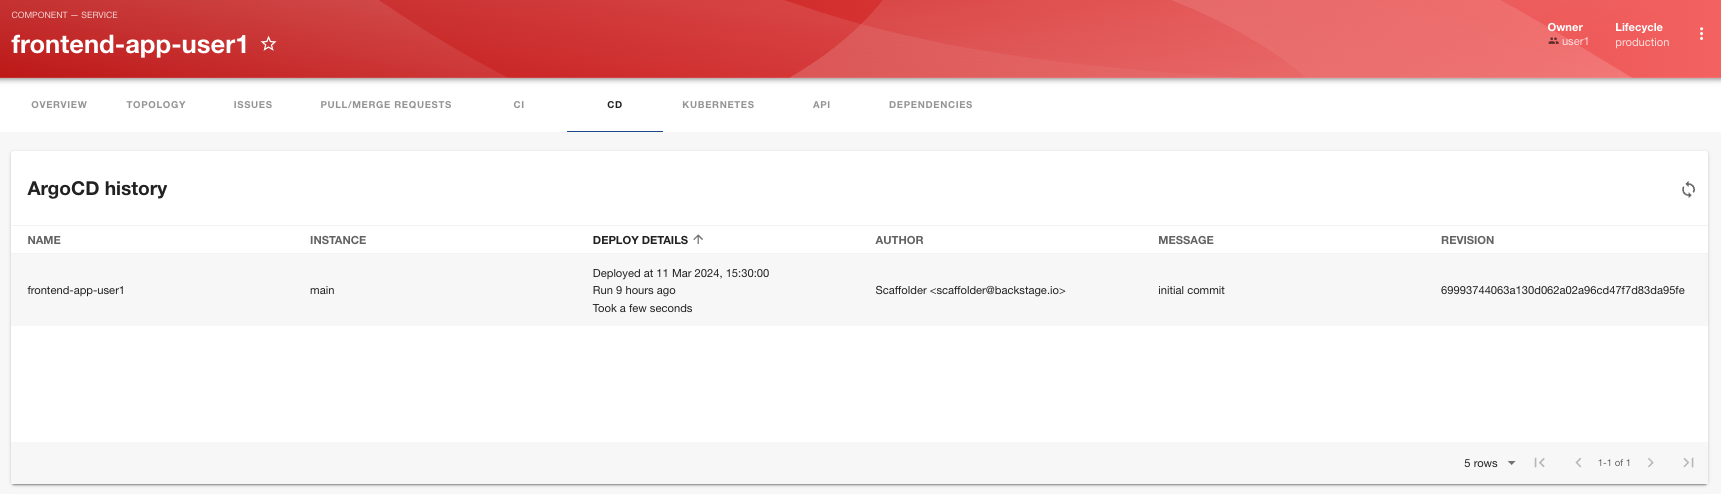 COMPONENT — SERVICE
frontend-app-user1
Owner
user1
Lifecycle
production
OVERVIEW
TOPOLOGY
ISSUES
PULL/MERGE REQUESTS
CI
CD
KUBERNETES
API
DEPENDENCIES
ArgoCD history
NAME
INSTANCE
DEPLOY DETAILS
AUTHOR
MESSAGE
REVISION
frontend-app-user1
main
Deployed at 11 Mar 2024, 15:30:00
Run 9 hours ago
Took a few seconds
Scaffolder <scaffolder@backstage.io>
initial commit
69993744063a130d062a02a96cd47f7d83da95fe
5 rows
1-1 of 1